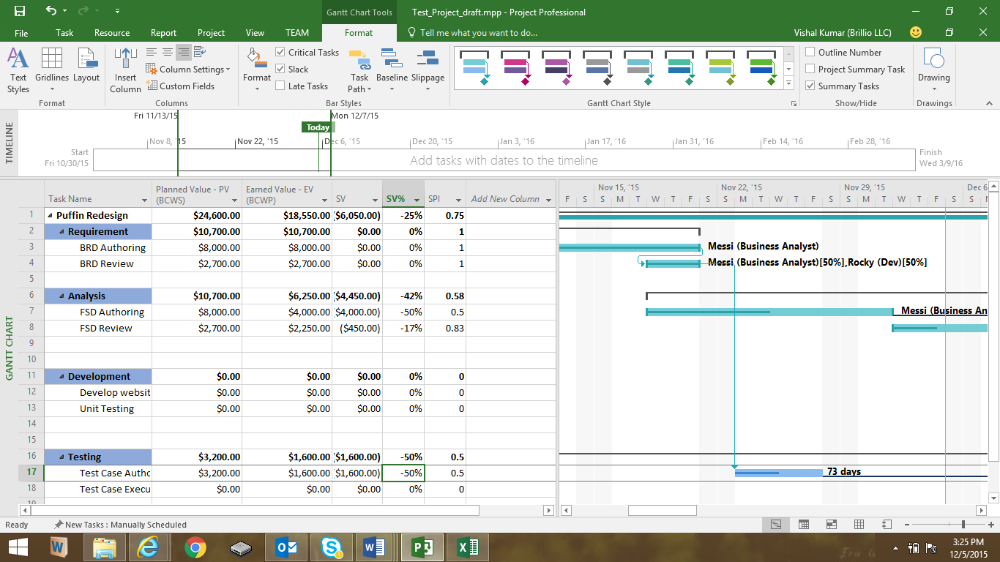 Gantt Chart Tools
Test_Project_draft.mpp - Project Professional
File Task Resource Report Project View TEAM Format Tell me what you want to do... Vishal Kumar (Brillio LLC)
Text Styles
Gridlines
Layout
Format
Insert Column
Column Settings
Custom Fields
Columns
Format
Critical Tasks
Slack
Late Tasks
Task Path
Baseline
Slippage
Bar Styles
Gantt Chart Style
Outline Number
Project Summary Task
Summary Tasks
Show/Hide
Drawing
Drawings
TIMELINE
Fri 11/13/15 Mon 12/7/15
Today
Nov 8, '15 Nov 22, '15 Dec 6, '15 Dec 20, '15 Jan 3, '16 Jan 17, '16 Jan 31, '16 Feb 14, '16 Feb 28, '16
Start
Fri 10/30/15
Add tasks with dates to the timeline
Finish
Wed 3/9/16
GANTT CHART
Task Name Planned Value - PV (BCWS) Earned Value - EV (BCWP) SV SV% SPI Add New Column
Nov 15, '15 Nov 22, '15 Nov 29, '15 Dec 6
F S S M T W T F S S M T W T F S S M T W T F S S M
1 Puffin Redesign $24,600.00 $18,550.00 ($6,050.00) -25% 0.75
2 Requirement $10,700.00 $10,700.00 $0.00 0% 1
3 BRD Authoring $8,000.00 $8,000.00 $0.00 0% 1 Messi (Business Analyst)
4 BRD Review $2,700.00 $2,700.00 $0.00 0% 1 Messi (Business Analyst)[50%],Rocky (Dev)[50%]
5
6 Analysis $10,700.00 $6,250.00 ($4,450.00) -42% 0.58
7 FSD Authoring $8,000.00 $4,000.00 ($4,000.00) -50% 0.5 Messi (Business An
8 FSD Review $2,700.00 $2,250.00 ($450.00) -17% 0.83
9
10
11 Development $0.00 $0.00 $0.00 0% 0
12 Develop websit $0.00 $0.00 $0.00 0% 0
13 Unit Testing $0.00 $0.00 $0.00 0% 0
14
15
16 Testing $3,200.00 $1,600.00 ($1,600.00) -50% 0.5
17 Test Case Autho $3,200.00 $1,600.00 ($1,600.00) -50% 0.5 73 days
18 Test Case Execu $0.00 $0.00 $0.00 0% 0
19
Ready New Tasks : Manually Scheduled
3:25 PM
12/5/2015